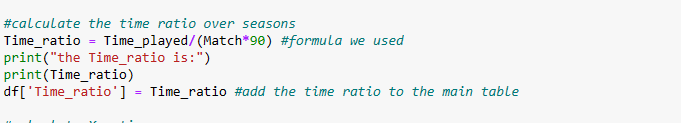 #calculate the time ratio over seasons
Time_ratio = Time_played/(Match*90) #formula we used
print("the Time_ratio is:")
print(Time_ratio)
df['Time_ratio'] = Time_ratio #add the time ratio to the main table